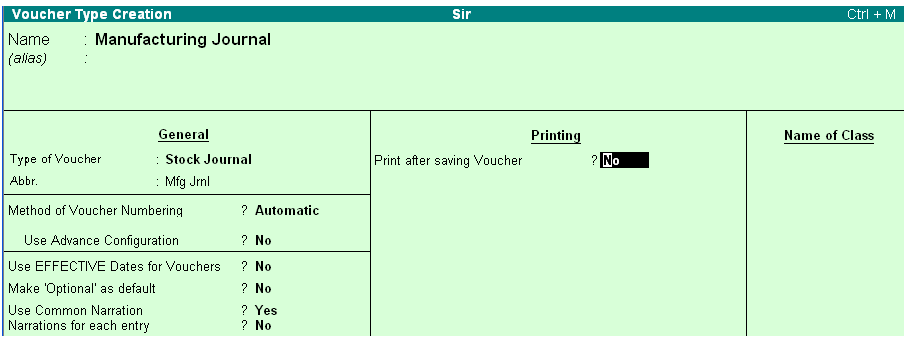 Voucher Type Creation Sir Ctrl + M
Name : Manufacturing Journal
(alias) :
General Printing Name of Class
Type of Voucher : Stock Journal Print after saving Voucher ? No
Abbr. : Mfg Jrnl
Method of Voucher Numbering ? Automatic
Use Advance Configuration ? No
Use EFFECTIVE Dates for Vouchers ? No
Make 'Optional' as default ? No
Use Common Narration ? Yes
Narrations for each entry ? No